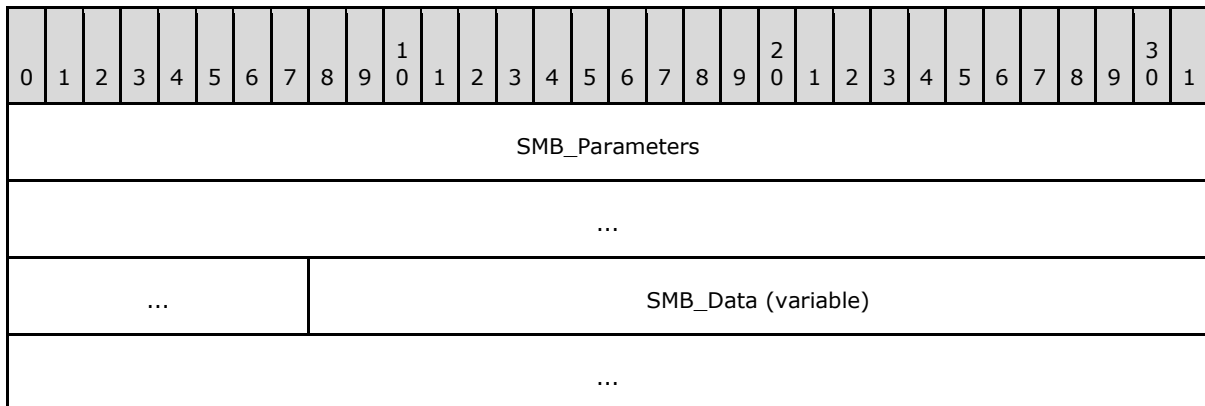 1 2 3
0 1 2 3 4 5 6 7 8 9 0 1 2 3 4 5 6 7 8 9 0 1 2 3 4 5 6 7 8 9 0 1
SMB_Parameters
...
... SMB_Data (variable)
...